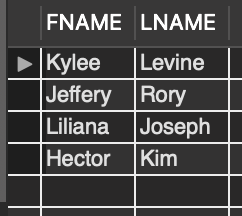 FNAME LNAME
Kylee Levine
Jeffery Rory
Liliana Joseph
Hector Kim